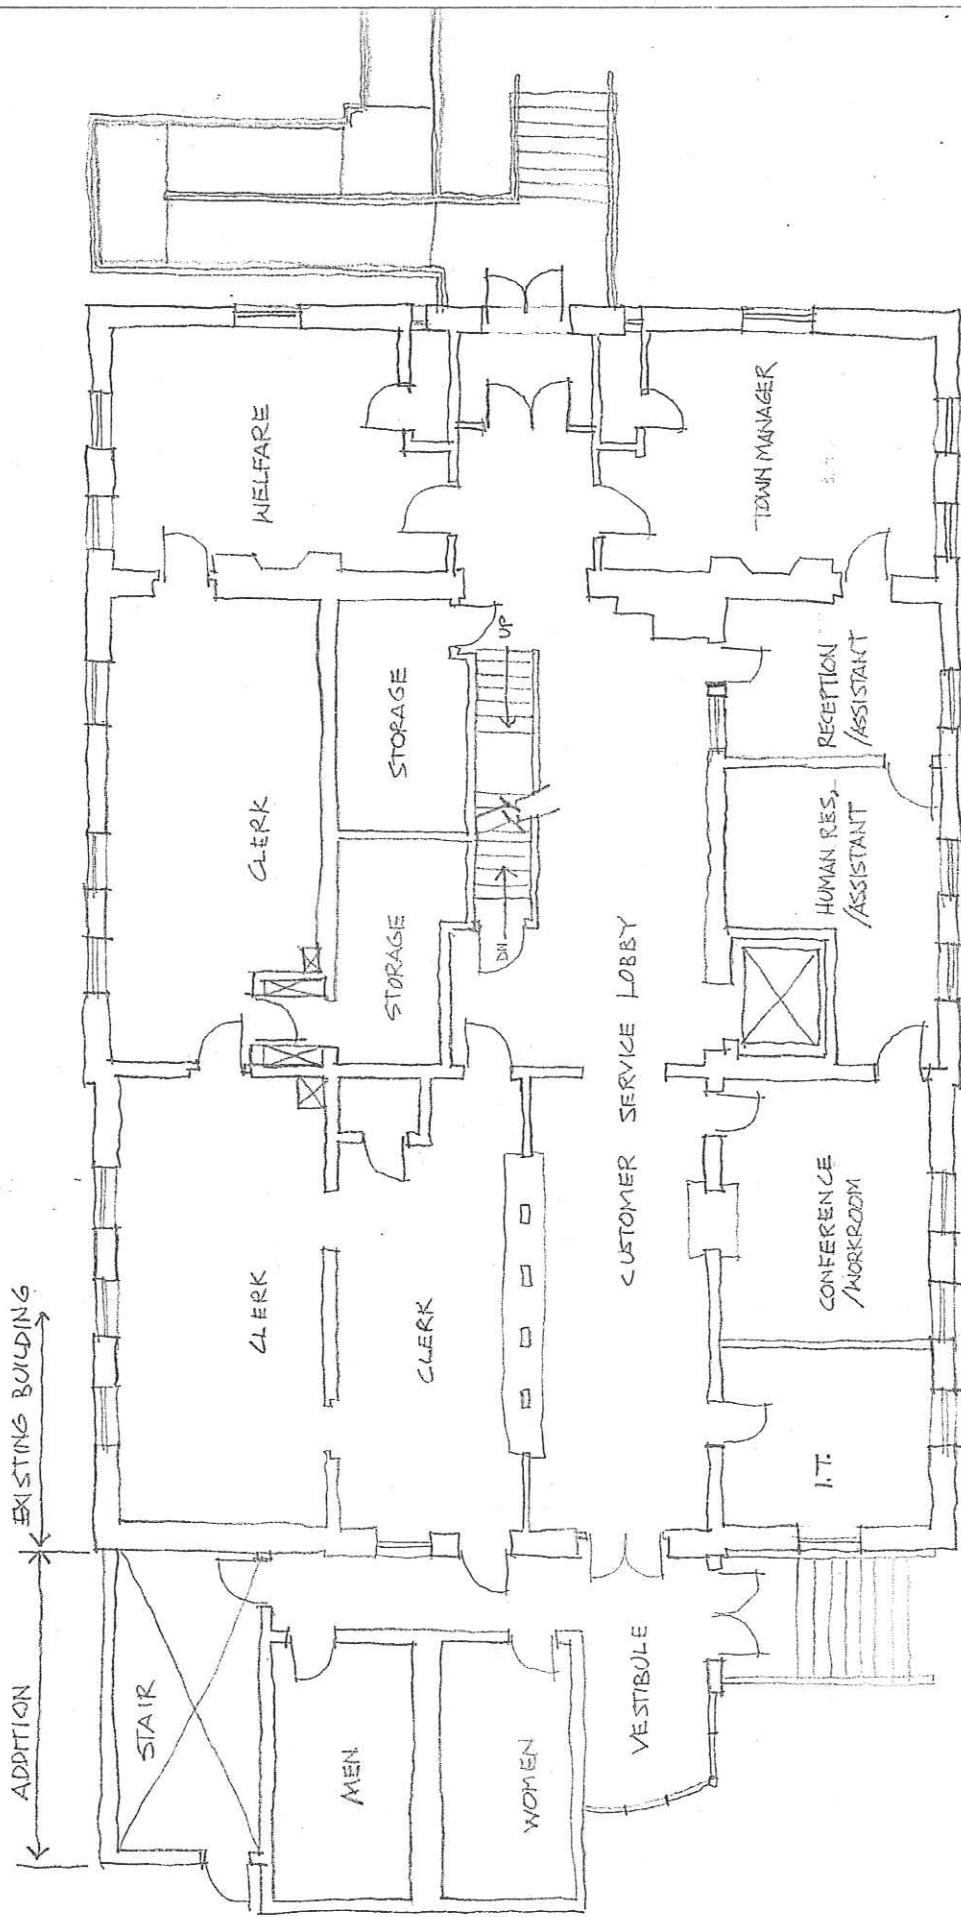 ADDITION
EXISTING BUILDING
STAIR
CLERK
CLERK
WELFARE
MEN
CLERK
STORAGE
STORAGE
WOMEN
DN
UP
VESTIBULE
CUSTOMER SERVICE LOBBY
I.T.
CONFERENCE
/WORKROOM
HUMAN RES,
/ASSISTANT
RECEPTION
/ASSISTANT
TOWN MANAGER